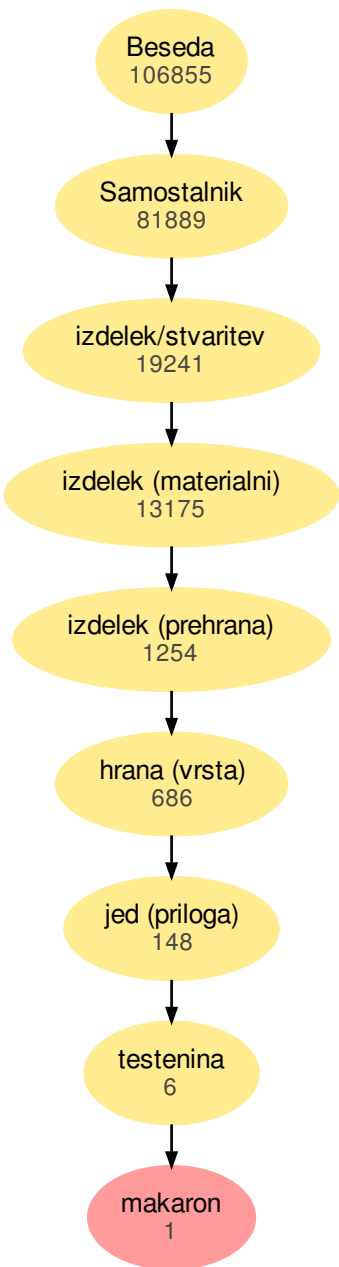 Beseda
106855
Samostalnik
81889
izdelek/stvaritev
19241
izdelek (materialni)
13175
izdelek (prehrana)
1254
hrana (vrsta)
686
jed (priloga)
148
testenina
6
makaron
1